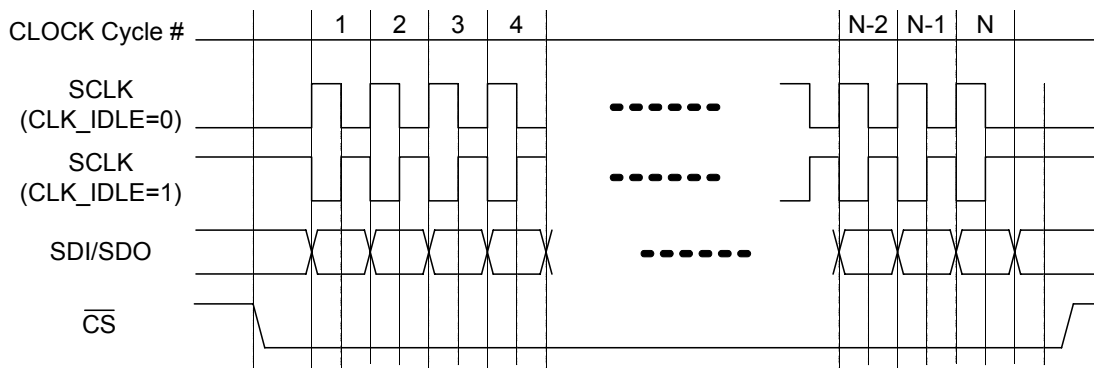 CLOCK Cycle # 1 2 3 4 N-2 N-1 N
SCLK
(CLK_IDLE=0)
SCLK
(CLK_IDLE=1)
SDI/SDO
CS